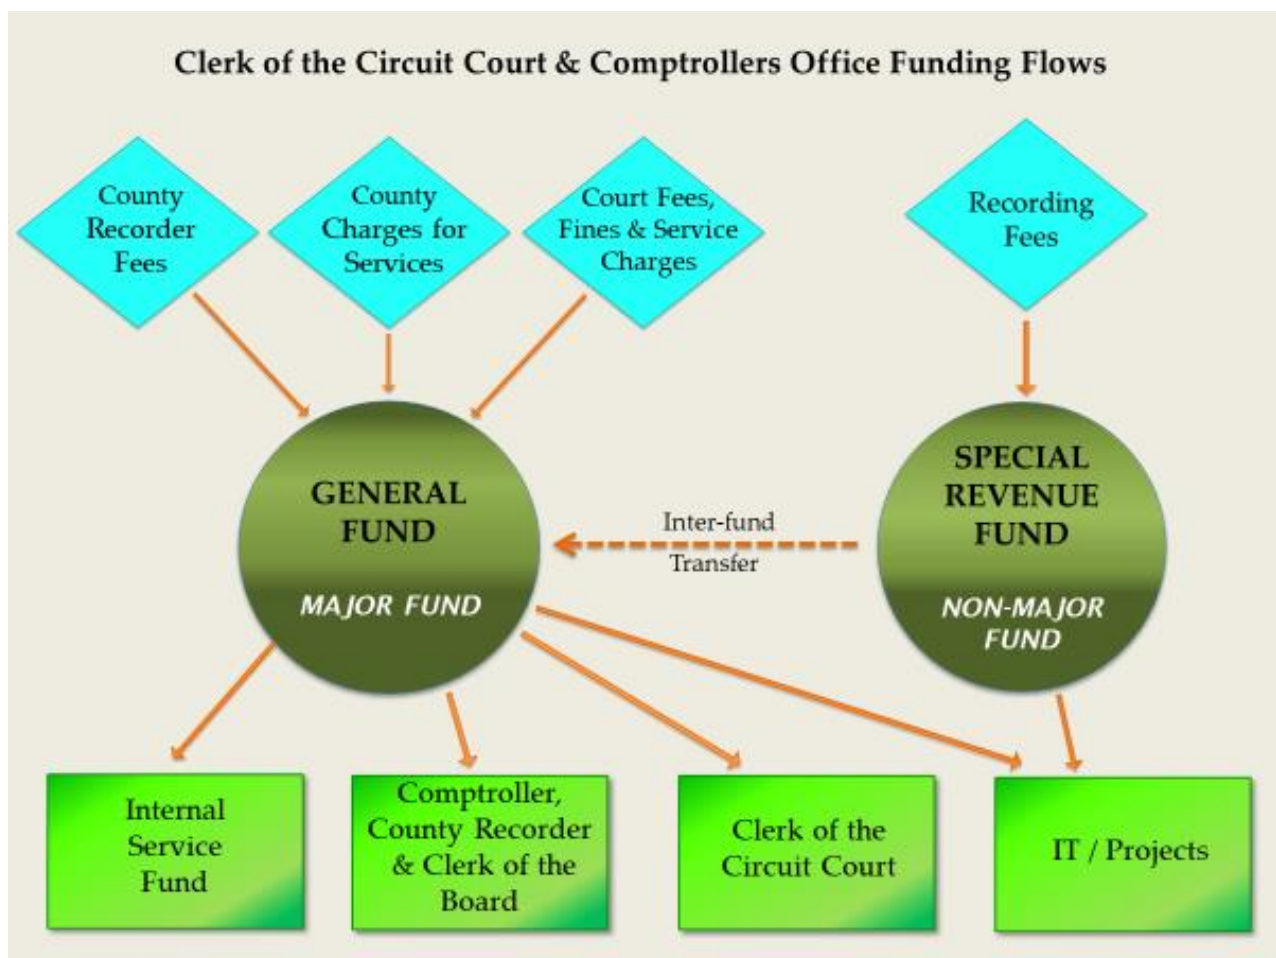 Clerk of the Circuit Court & Comptrollers Office Funding Flows
County
Recorder
Fees
County
Charges for
Services
Court Fees,
Fines & Service
Charges
Recording
Fees
GENERAL
FUND
MAJOR FUND
Inter-fund
Transfer
SPECIAL
REVENUE
FUND
NON-MAJOR
FUND
Internal
Service
Fund
Comptroller,
County Recorder
& Clerk of the
Board
Clerk of the
Circuit Court
IT / Projects